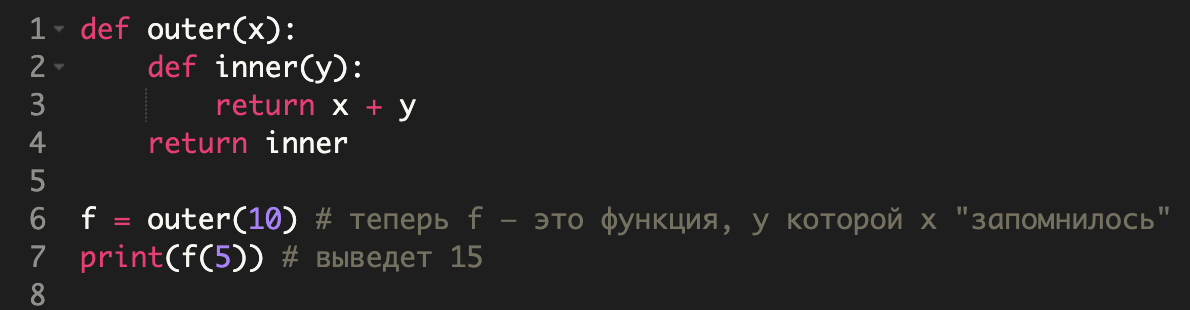 1 def outer(x):
2     def inner(y):
3         return x + y
4     return inner
5
6 f = outer(10) # теперь f — это функция, у которой x "запомнилось"
7 print(f(5)) # выведет 15
8